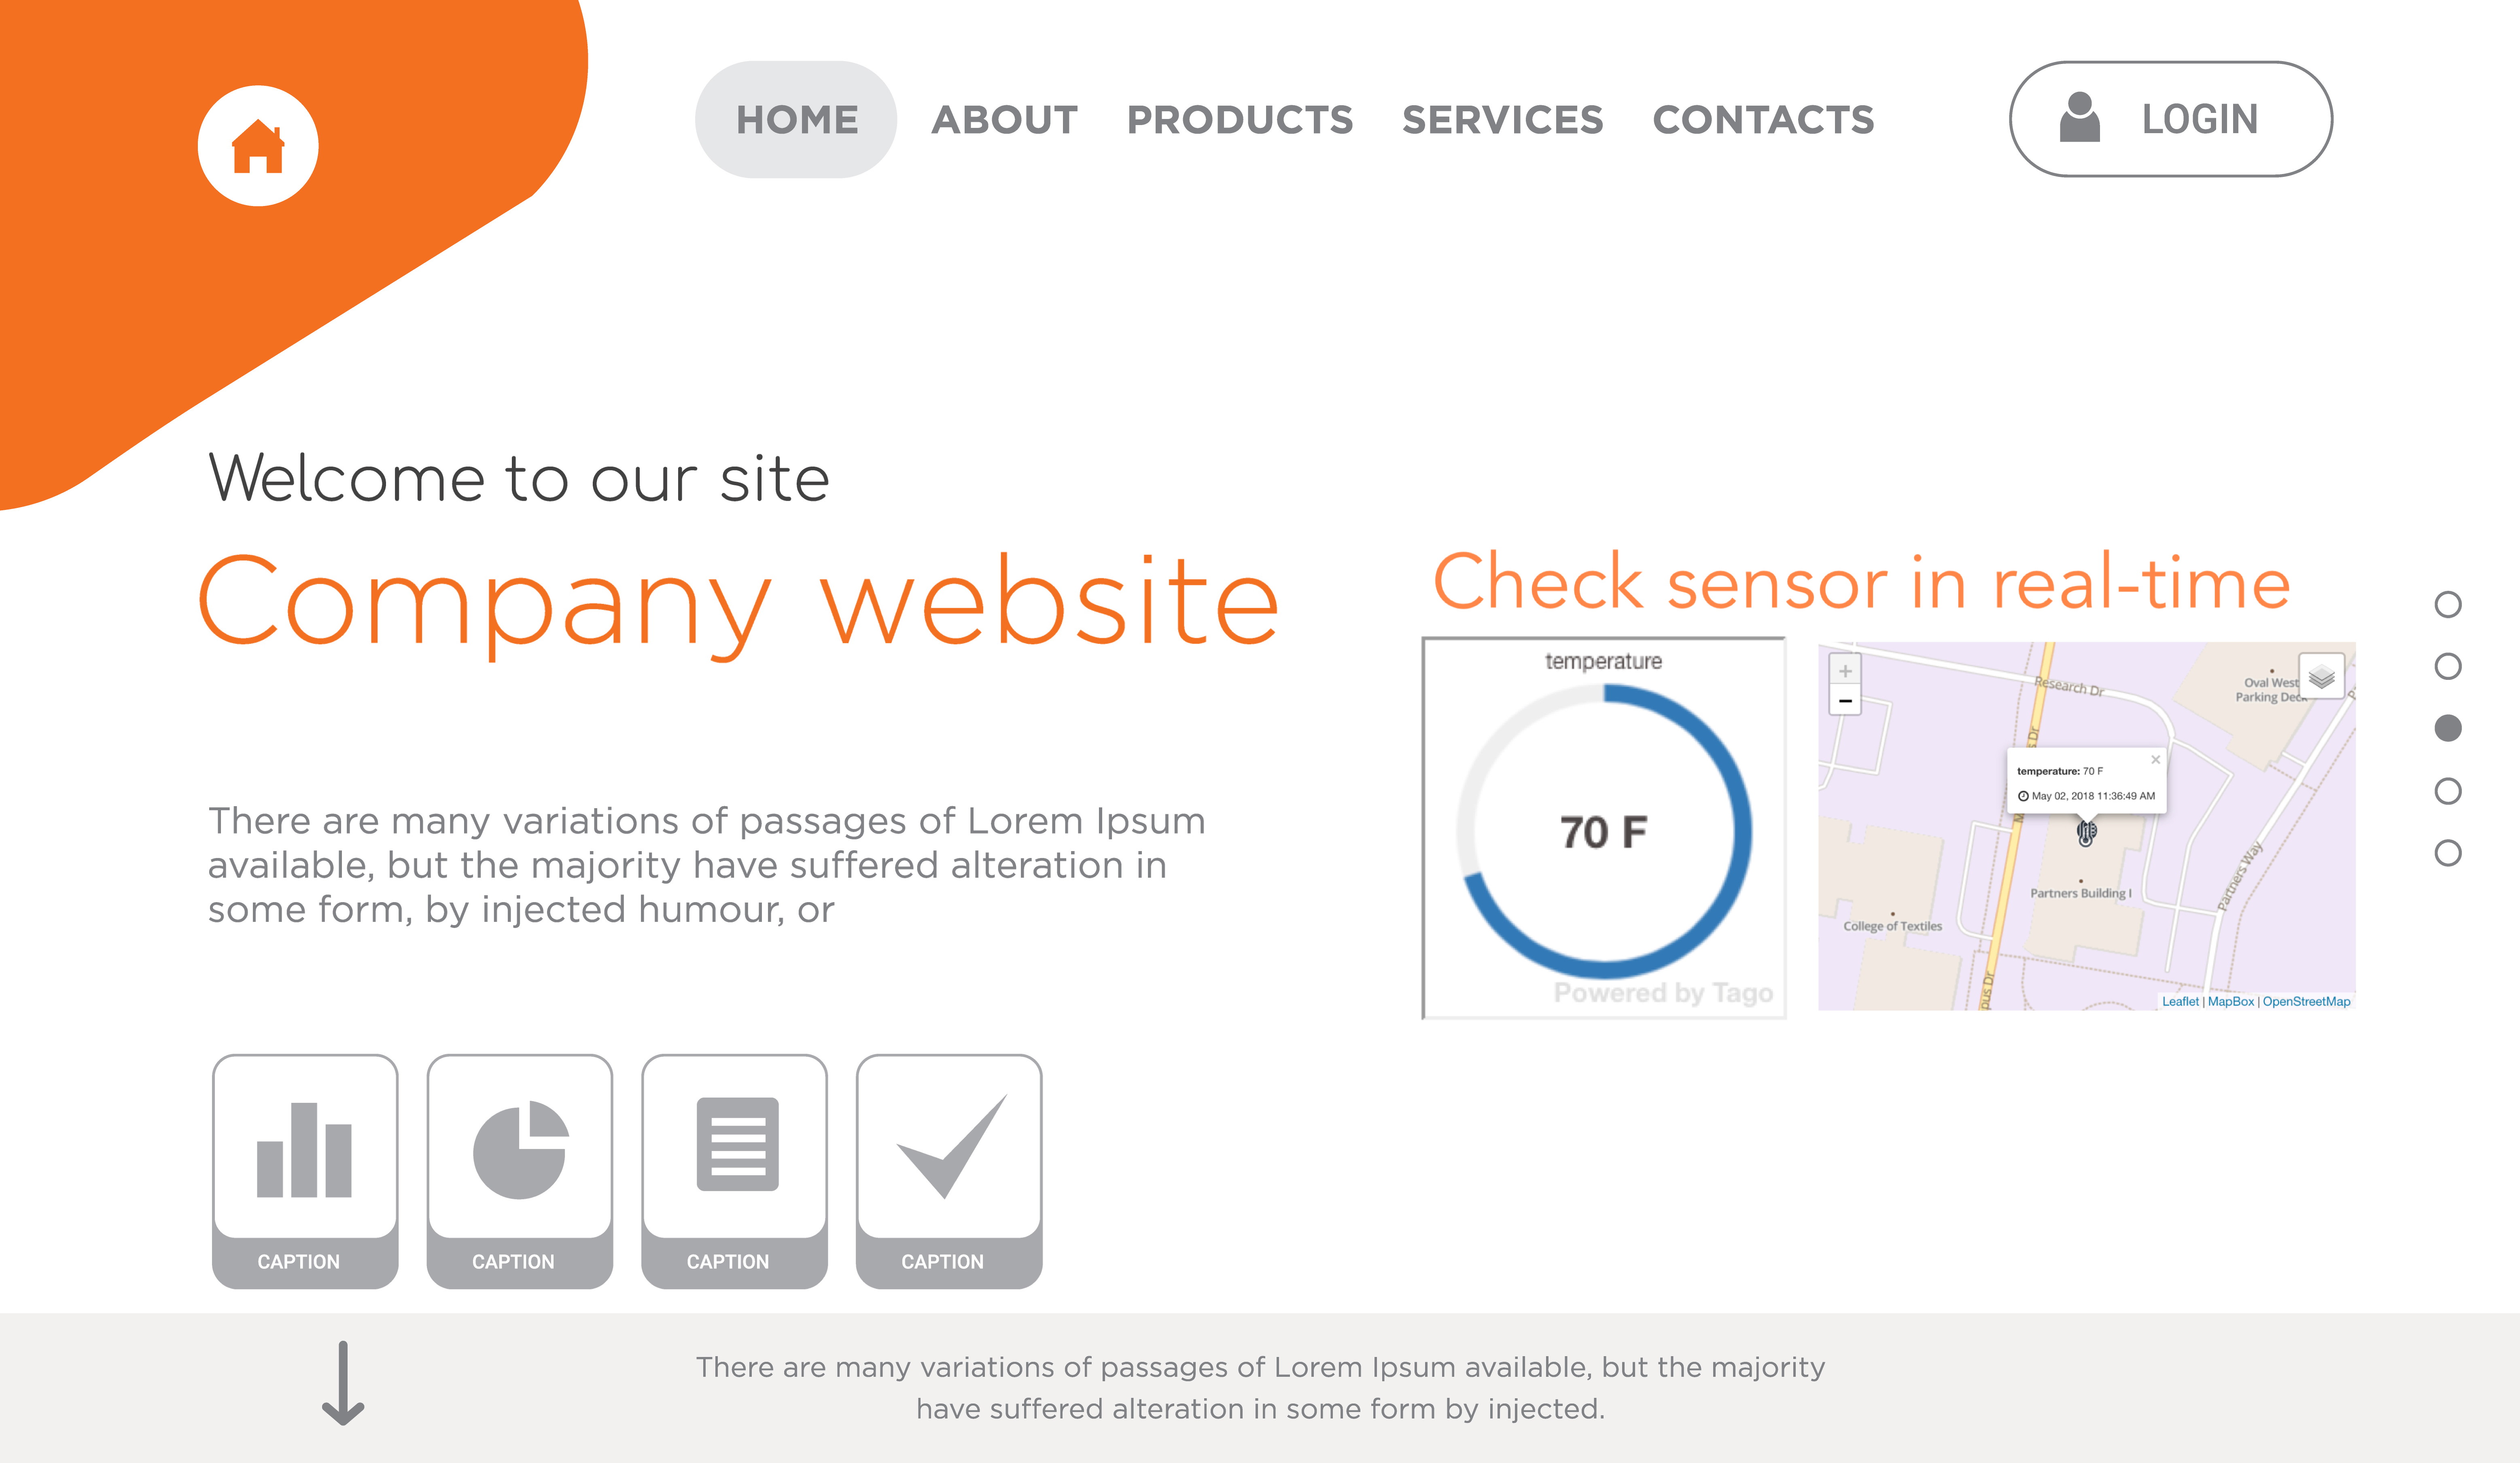 HOME ABOUT PRODUCTS SERVICES CONTACTS LOGIN
Welcome to our site
Company website
There are many variations of passages of Lorem Ipsum
available, but the majority have suffered alteration in
some form, by injected humour, or
CAPTION CAPTION CAPTION CAPTION
Check sensor in real-time
temperature
70 F
Powered by Tago
+
−
Research Dr
Oval West
Parking Deck
temperature: 70 F
May 02, 2018 11:36:49 AM
Partners Building I
Partners Way
College of Textiles
pus Dr
Leaflet | MapBox | OpenStreetMap
There are many variations of passages of Lorem Ipsum available, but the majority
have suffered alteration in some form by injected.